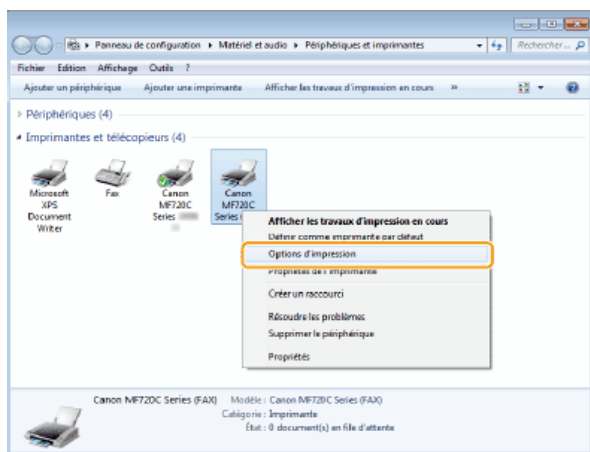 Panneau de configuration ▸ Matériel et audio ▸ Périphériques et imprimantes
Rechercher ...
Fichier Edition Affichage Outils ?
Ajouter un périphérique Ajouter une imprimante Afficher les travaux d'impression en cours »
Périphériques (4)
Imprimantes et télécopieurs (4)
Microsoft XPS Document Writer
Fax
Canon MF720C Series
Canon MF720C Series
Afficher les travaux d'impression en cours
Définir comme imprimante par défaut
Options d'impression
Propriétés de l'imprimante
Créer un raccourci
Résoudre les problèmes
Supprimer le périphérique
Propriétés
Canon MF720C Series (FAX) Modèle : Canon MF720C Series (FAX)
Catégorie : Imprimante
État : 0 document(s) en file d'attente